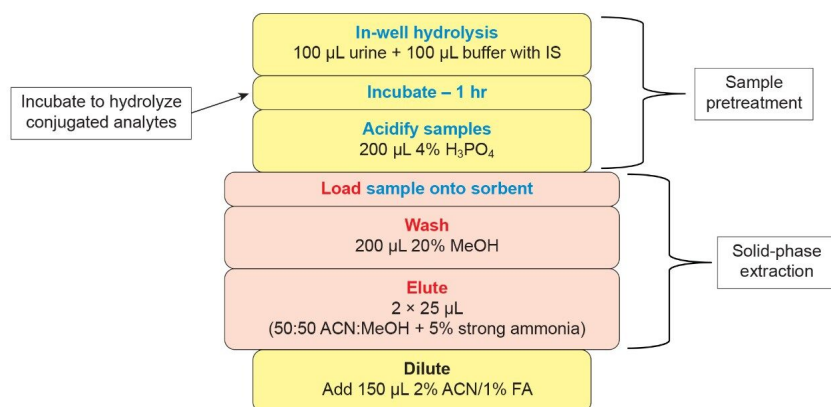 In-well hydrolysis
100 µL urine + 100 µL buffer with IS
Incubate to hydrolyze
conjugated analytes
Incubate – 1 hr
Acidify samples
200 µL 4% H₃PO₄
Sample
pretreatment
Load sample onto sorbent
Wash
200 µL 20% MeOH
Elute
2 × 25 µL
(50:50 ACN:MeOH + 5% strong ammonia)
Solid-phase
extraction
Dilute
Add 150 µL 2% ACN/1% FA